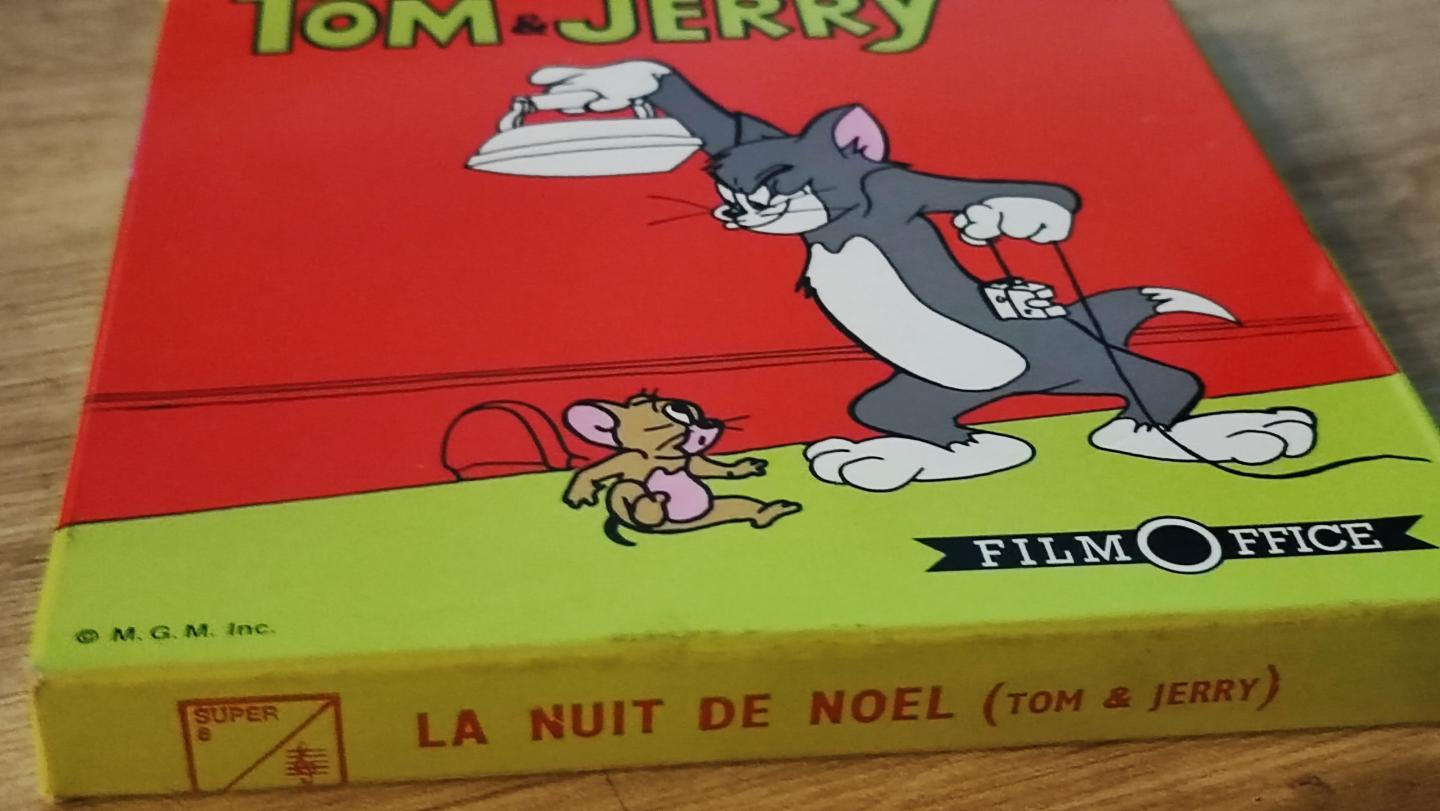 TOM & JERRY
FILM OFFICE
© M. G. M. Inc.
SUPER
8
LA NUIT DE NOEL (TOM & JERRY)